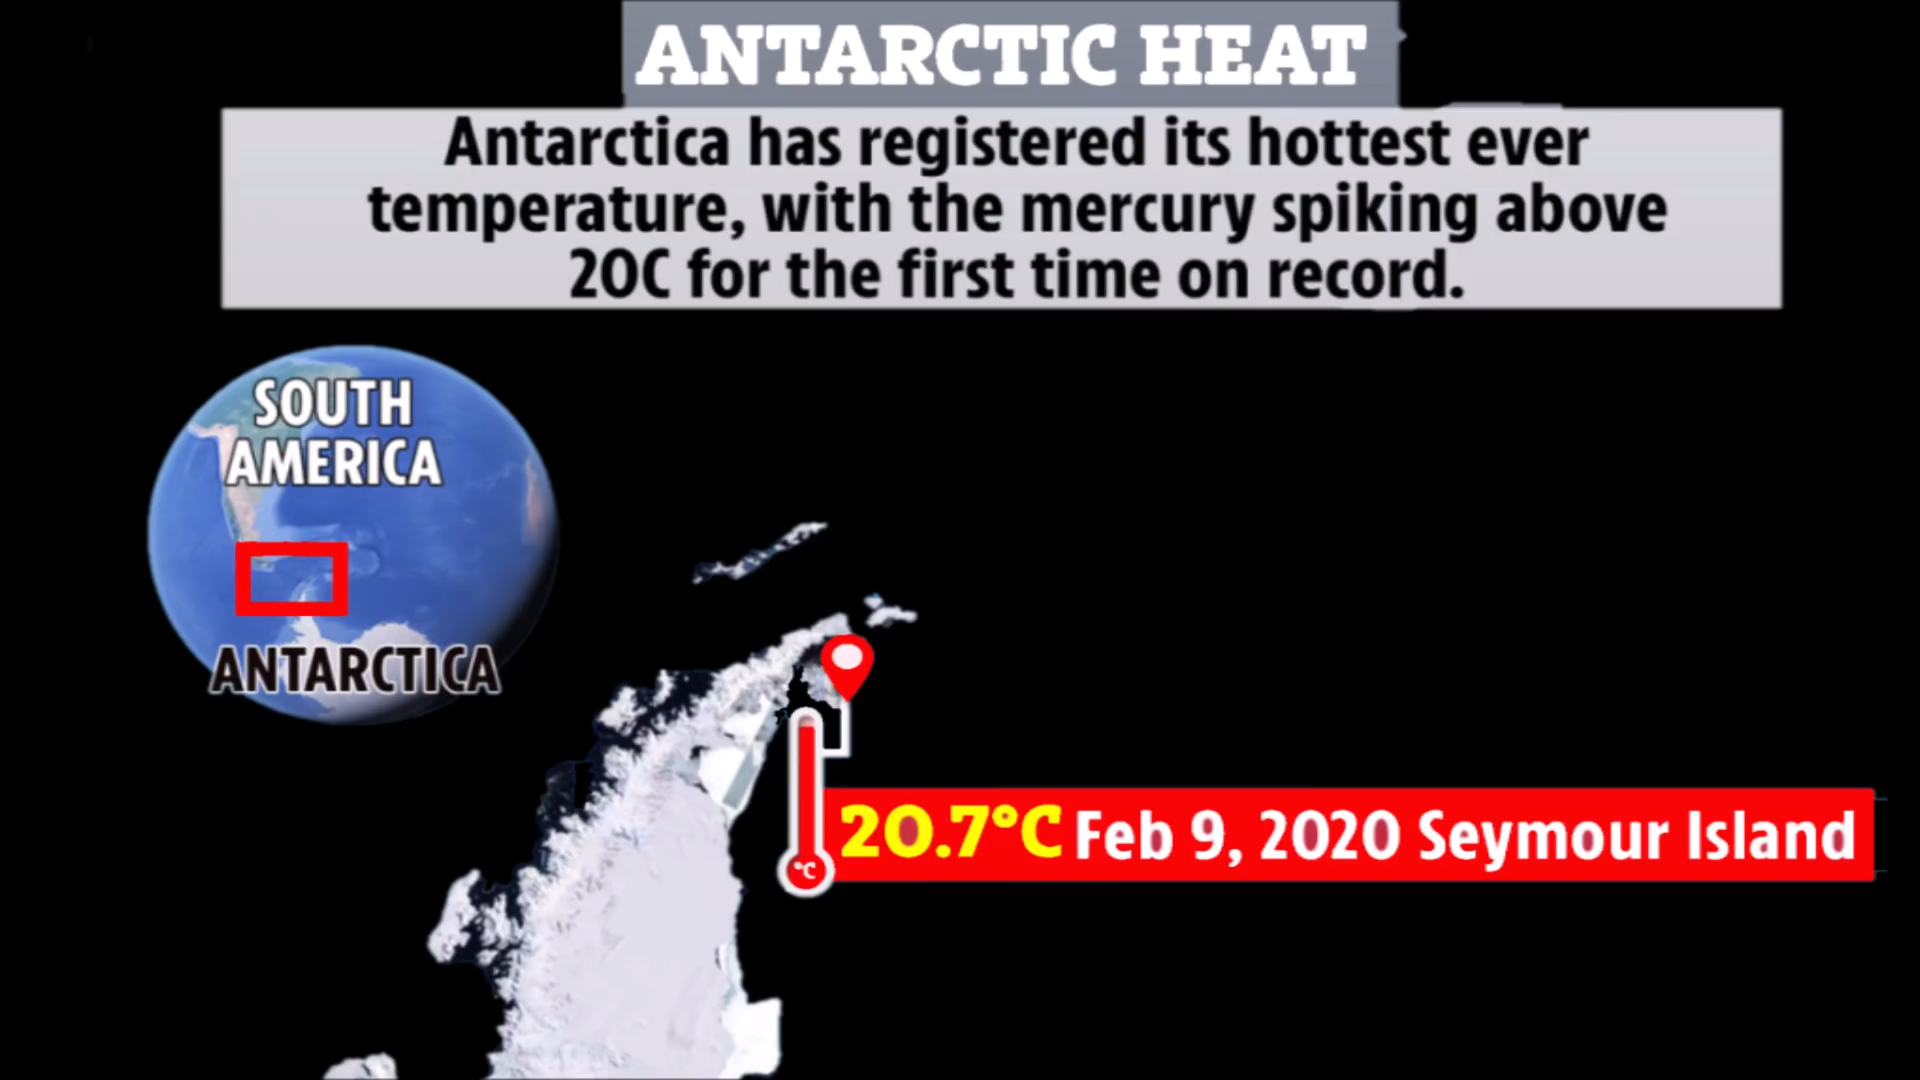 ANTARCTIC HEAT
Antarctica has registered its hottest ever
temperature, with the mercury spiking above
20C for the first time on record.
SOUTH
AMERICA
ANTARCTICA
20.7°C Feb 9, 2020 Seymour Island
°C